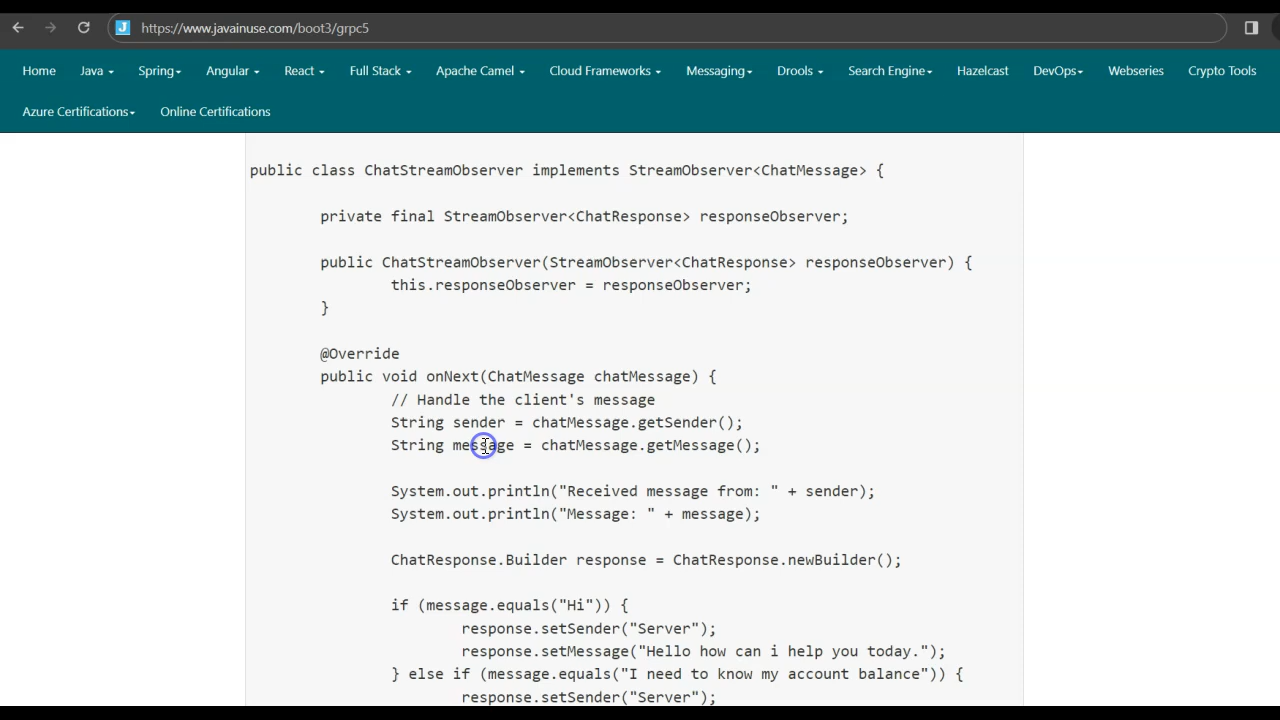 https://www.javainuse.com/boot3/grpc5
Home Java Spring Angular React Full Stack Apache Camel Cloud Frameworks Messaging Drools Search Engine Hazelcast DevOps Webseries Crypto Tools
Azure Certifications Online Certifications
public class ChatStreamObserver implements StreamObserver<ChatMessage> {
private final StreamObserver<ChatResponse> responseObserver;
public ChatStreamObserver(StreamObserver<ChatResponse> responseObserver) {
this.responseObserver = responseObserver;
}
@Override
public void onNext(ChatMessage chatMessage) {
// Handle the client's message
String sender = chatMessage.getSender();
String message = chatMessage.getMessage();
System.out.println("Received message from: " + sender);
System.out.println("Message: " + message);
ChatResponse.Builder response = ChatResponse.newBuilder();
if (message.equals("Hi")) {
response.setSender("Server");
response.setMessage("Hello how can i help you today.");
} else if (message.equals("I need to know my account balance")) {
response.setSender("Server");